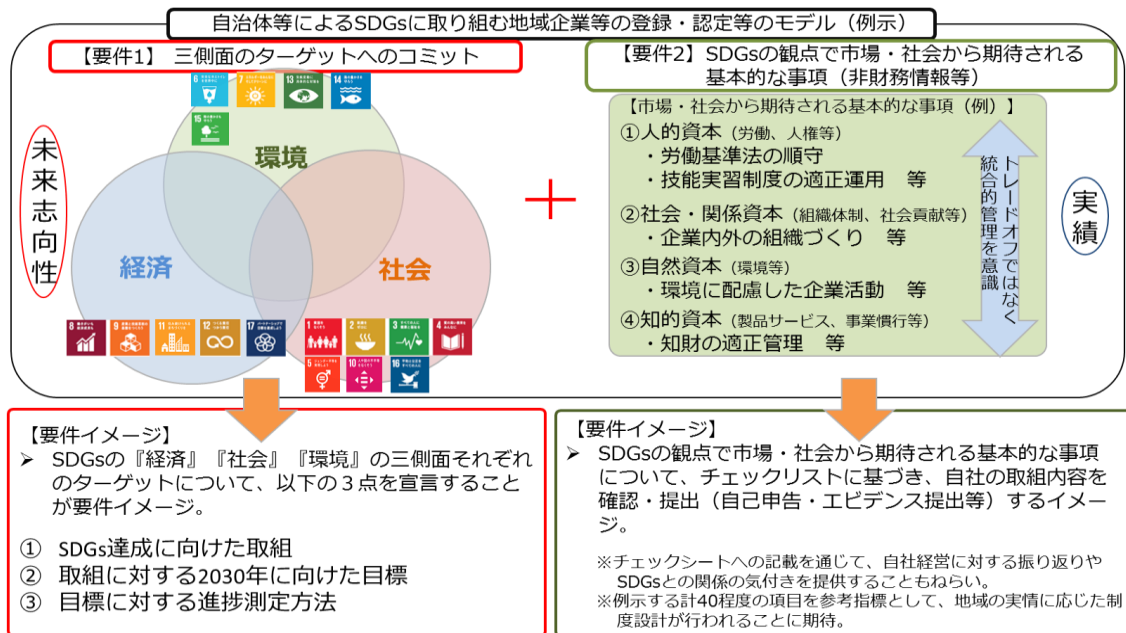 自治体等によるSDGsに取り組む地域企業等の登録・認定等のモデル（例示）
【要件1】 三側面のターゲットへのコミット
【要件2】SDGsの観点で市場・社会から期待される
基本的な事項（非財務情報等）
未来志向性
6
7
13
14
15
環境
経済
社会
8
9
11
12
17
1
2
3
4
5
10
16
【市場・社会から期待される基本的な事項（例）】
①人的資本（労働、人権等）
・労働基準法の順守
・技能実習制度の適正運用 等
②社会・関係資本（組織体制、社会貢献等）
・企業内外の組織づくり 等
③自然資本（環境等）
・環境に配慮した企業活動 等
④知的資本（製品サービス、事業慣行等）
・知財の適正管理 等
トレードオフではなく
統合的管理を意識
実績
【要件イメージ】
➢ SDGsの『経済』『社会』『環境』の三側面それぞれ
のターゲットについて、以下の３点を宣言すること
が要件イメージ。
① SDGs達成に向けた取組
② 取組に対する2030年に向けた目標
③ 目標に対する進捗測定方法
【要件イメージ】
➢ SDGsの観点で市場・社会から期待される基本的な事項
について、チェックリストに基づき、自社の取組内容を
確認・提出（自己申告・エビデンス提出等）するイメー
ジ。
※チェックシートへの記載を通じて、自社経営に対する振り返りや
SDGsとの関係の気付きを提供することもねらい。
※例示する計40程度の項目を参考指標として、地域の実情に応じた制
度設計が行われることに期待。